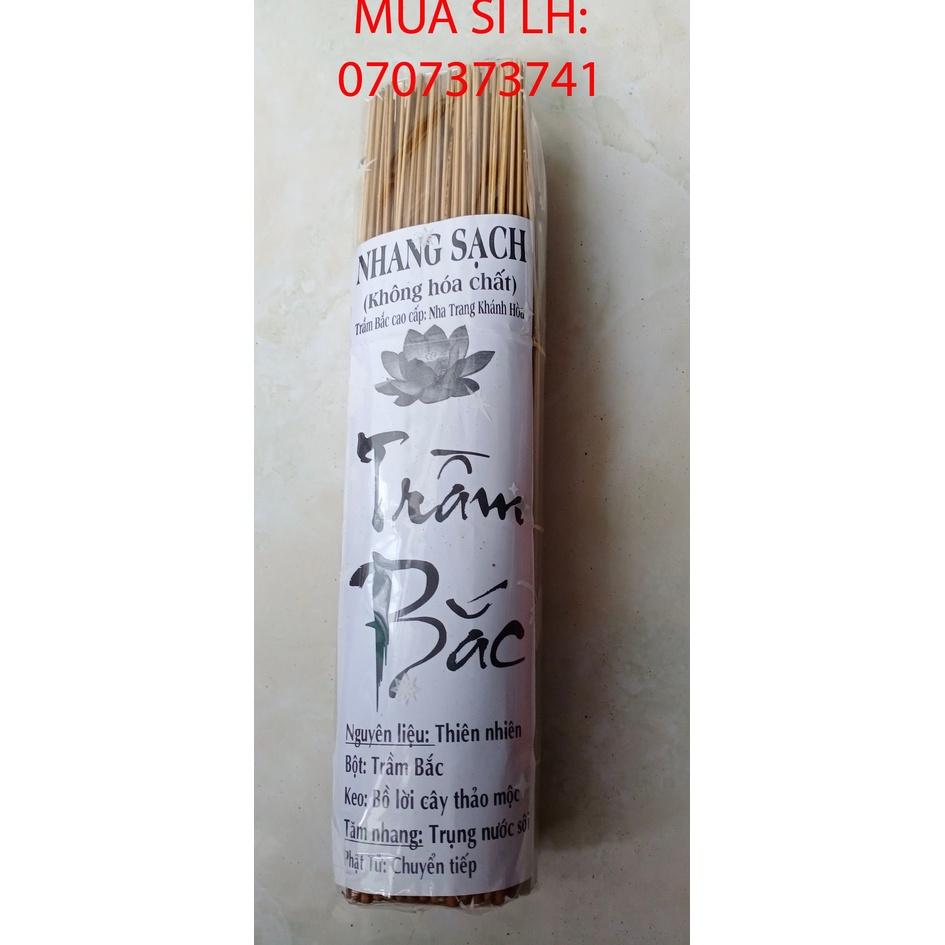 MUA SỈ LH:
0707373741
NHANG SẠCH
(Không hóa chất)
Trầm Bắc cao cấp: Nha Trang Khánh Hòa
Trầm
Bắc
Nguyên liệu: Thiên nhiên
Bột: Trầm Bắc
Keo: Bồ lời cây thảo mộc
Tăm nhang: Trụng nước sôi
Phật Tử: Chuyển tiếp